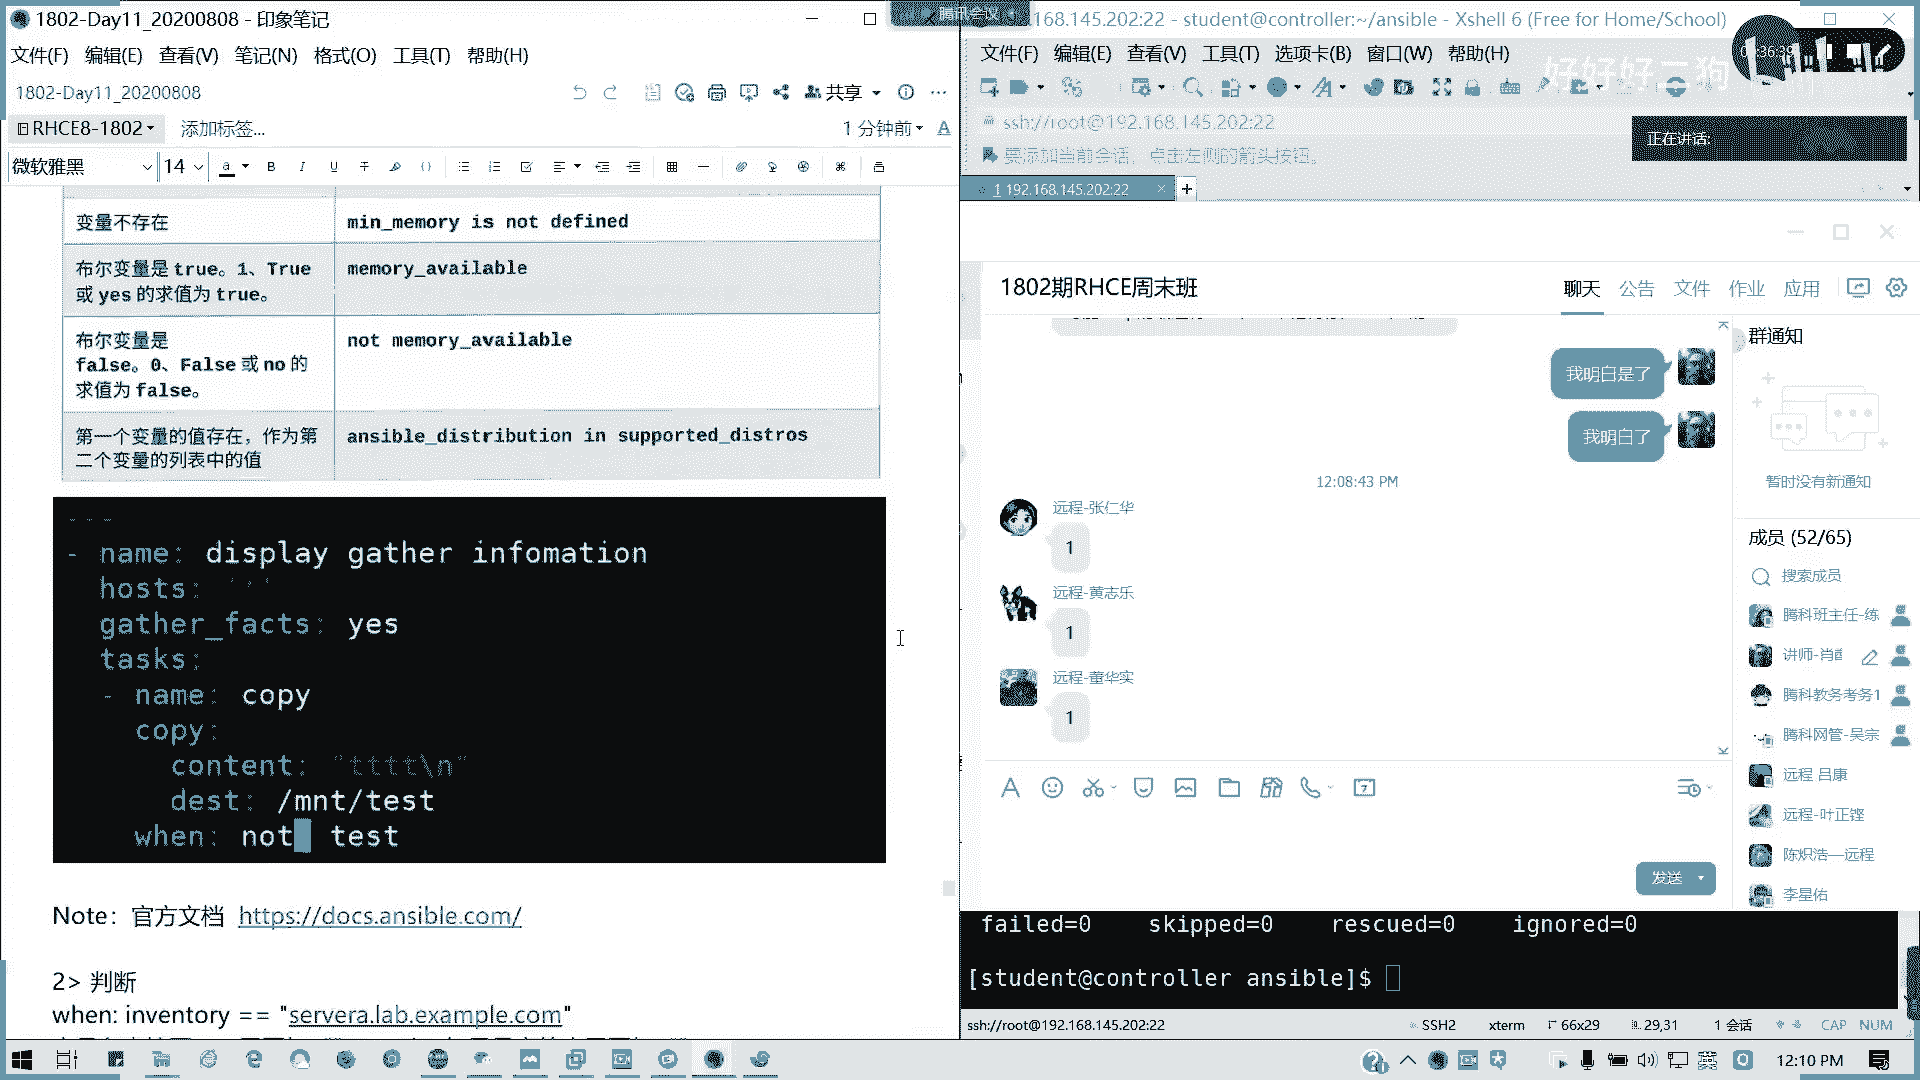 1802-Day11_20200808 - 印象笔记
文件(F) 编辑(E) 查看(V) 笔记(N) 格式(O) 工具(T) 帮助(H)
1802-Day11_20200808
共享
RHCE8-1802
添加标签...
1 分钟前
微软雅黑
14
变量不存在
min_memory is not defined
布尔变量是 true。1、True
或 yes 的求值为 true。
memory_available
布尔变量是
false。0、False 或 no 的
求值为 false。
not memory_available
第一个变量的值存在，作为第
二个变量的列表中的值
ansible_distribution in supported_distros
---
- name: display gather infomation
hosts: '*'
gather_facts: yes
tasks:
- name: copy
copy:
content: "tttt\n"
dest: /mnt/test
when: not test
Note：官方文档 https://docs.ansible.com/
2> 判断
when: inventory == "servera.lab.example.com"
腾讯会议
168.145.202:22 - student@controller:~/ansible - Xshell 6 (Free for Home/School)
文件(F) 编辑(E) 查看(V) 工具(T) 选项卡(B) 窗口(W) 帮助(H)
好好好二狗
ssh://root@192.168.145.202:22
要添加当前会话，点击左侧的箭头按钮。
正在讲话:
1 192.168.145.202:22
1802期RHCE周末班
聊天 公告 文件 作业 应用
我明白是了
我明白了
12:08:43 PM
远程-张仁华
1
远程-黄志乐
1
远程-董华实
1
发送
群通知
暂时没有新通知
成员 (52/65)
搜索成员
腾科班主任-练
讲师-肖
腾科教务考务1
腾科网管-吴宗
远程 吕康
远程-叶正铿
陈炽浩—远程
李星佑
failed=0 skipped=0 rescued=0 ignored=0
[student@controller ansible]$
ssh://root@192.168.145.202:22
SSH2
xterm
66x29
29,31
1 会话
CAP NUM
英
12:10 PM